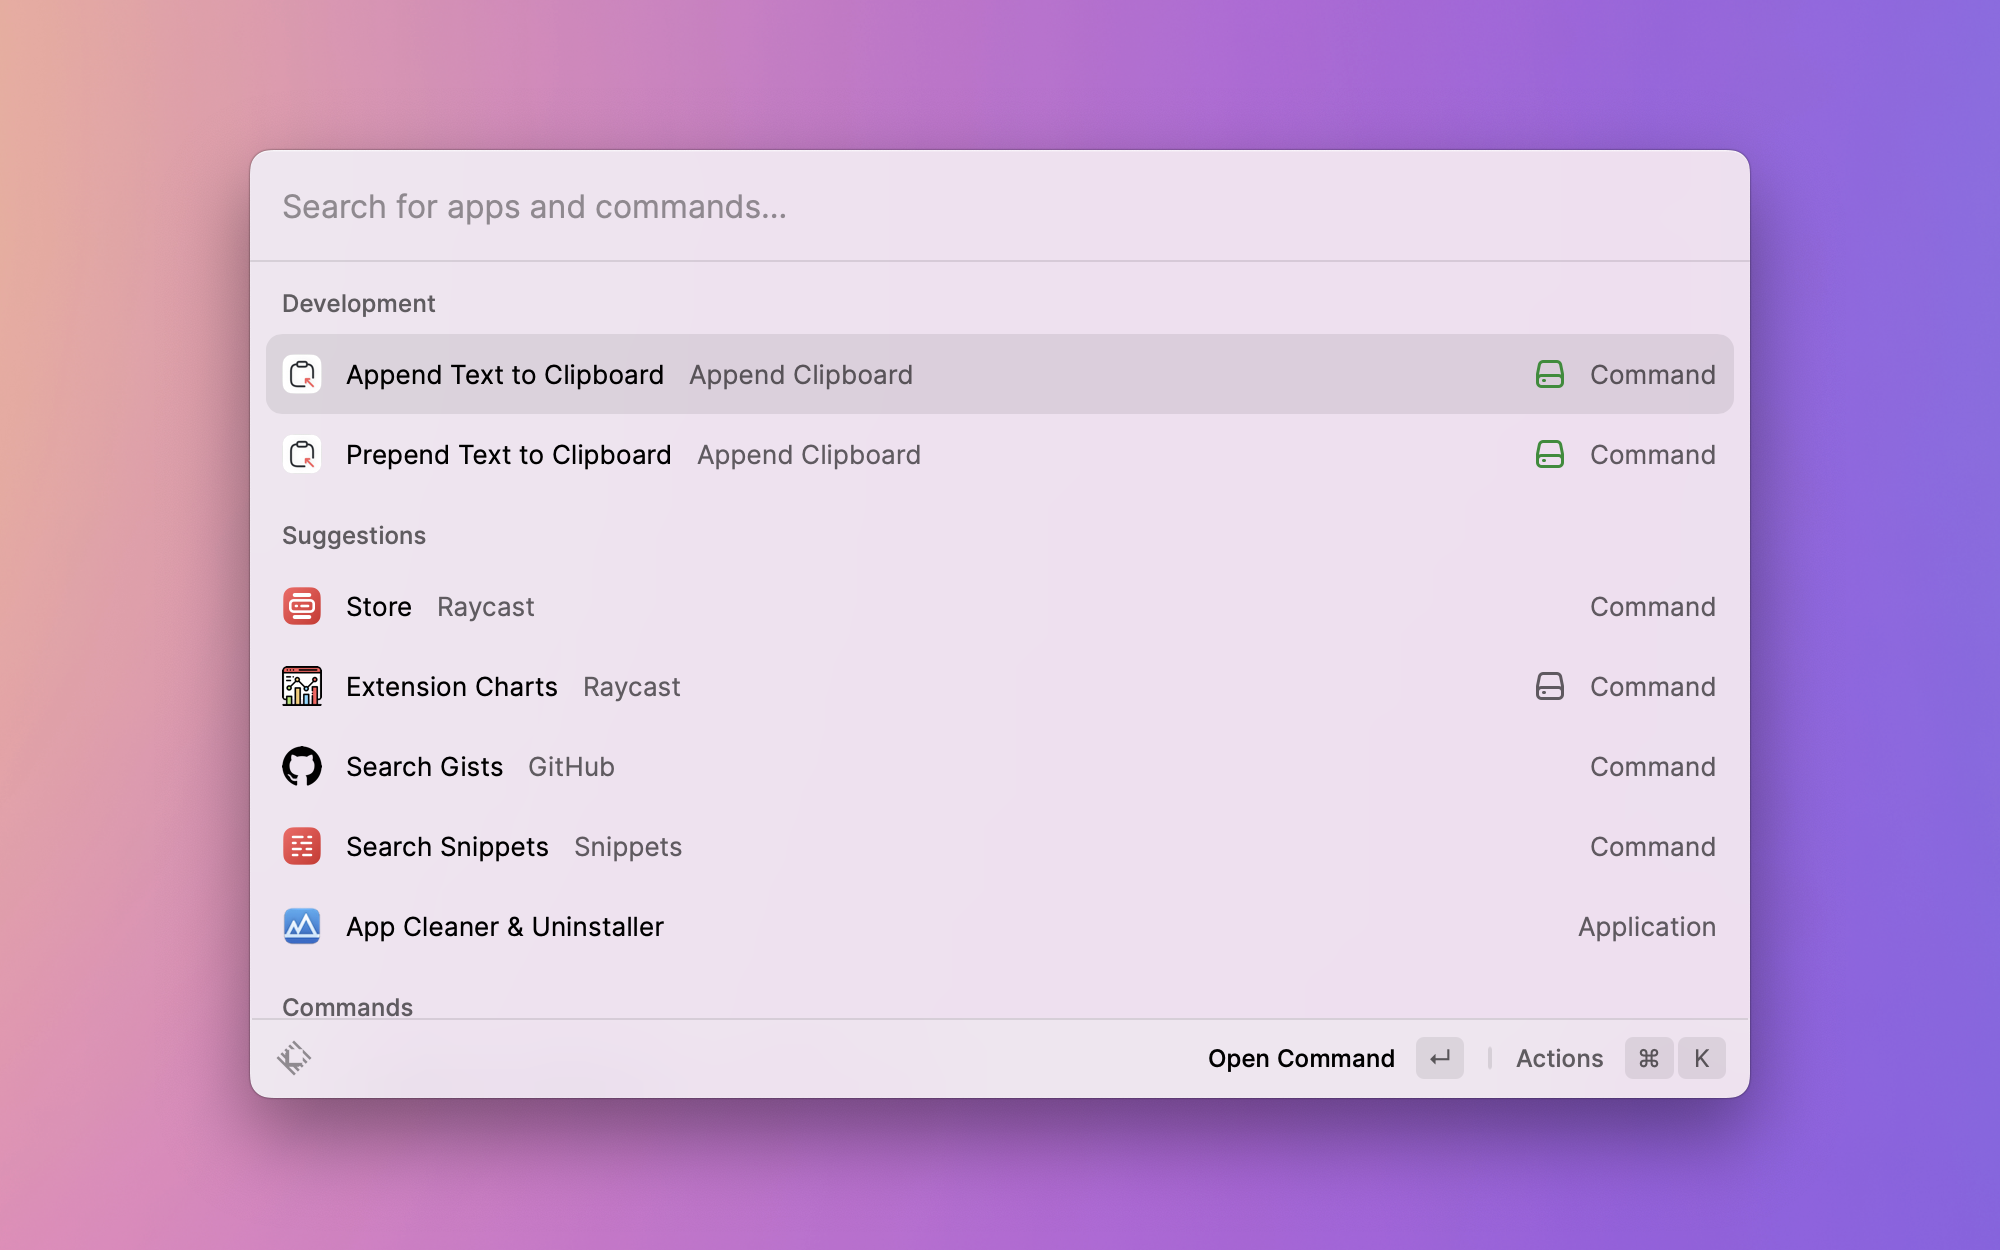 Search for apps and commands...
Development
Append Text to Clipboard Append Clipboard Command
Prepend Text to Clipboard Append Clipboard Command
Suggestions
Store Raycast Command
Extension Charts Raycast Command
Search Gists GitHub Command
Search Snippets Snippets Command
App Cleaner & Uninstaller Application
Commands
Open Command ↵ | Actions ⌘ K